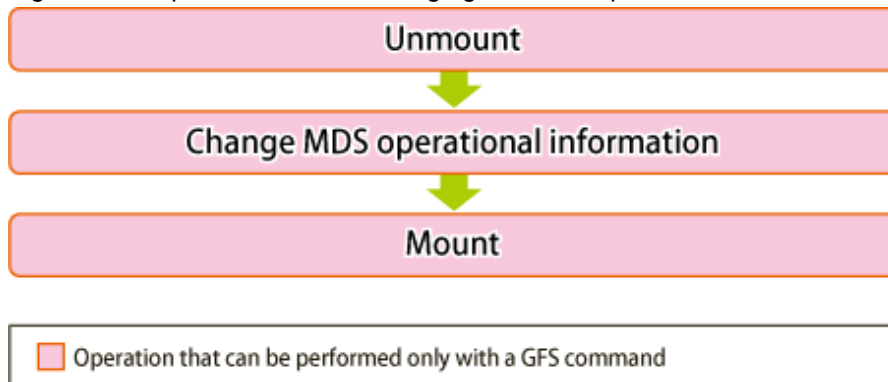 Unmount
Change MDS operational information
Mount
Operation that can be performed only with a GFS command